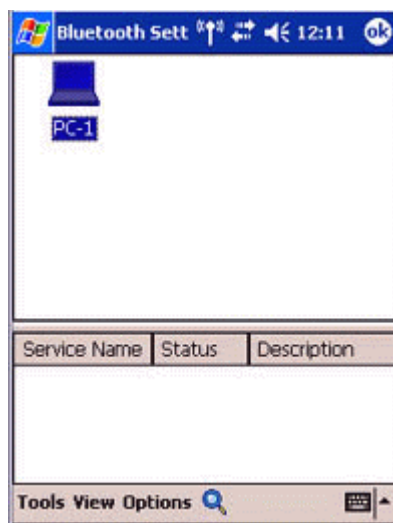 Bluetooth Sett 12:11 ok
PC-1
Service Name Status Description
Tools View Options